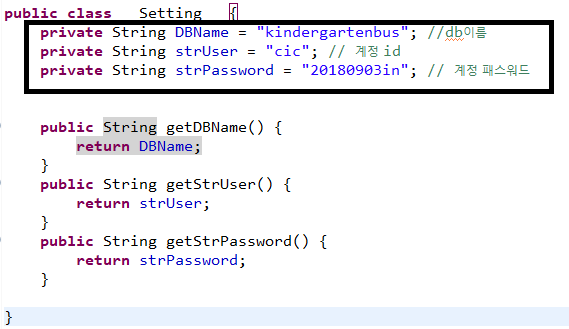 public class Setting {
private String DBName = "kindergartenbus"; //db이름
private String strUser = "cic"; // 계정 id
private String strPassword = "20180903in"; // 계정 패스워드
public String getDBName() {
return DBName;
}
public String getStrUser() {
return strUser;
}
public String getStrPassword() {
return strPassword;
}
}